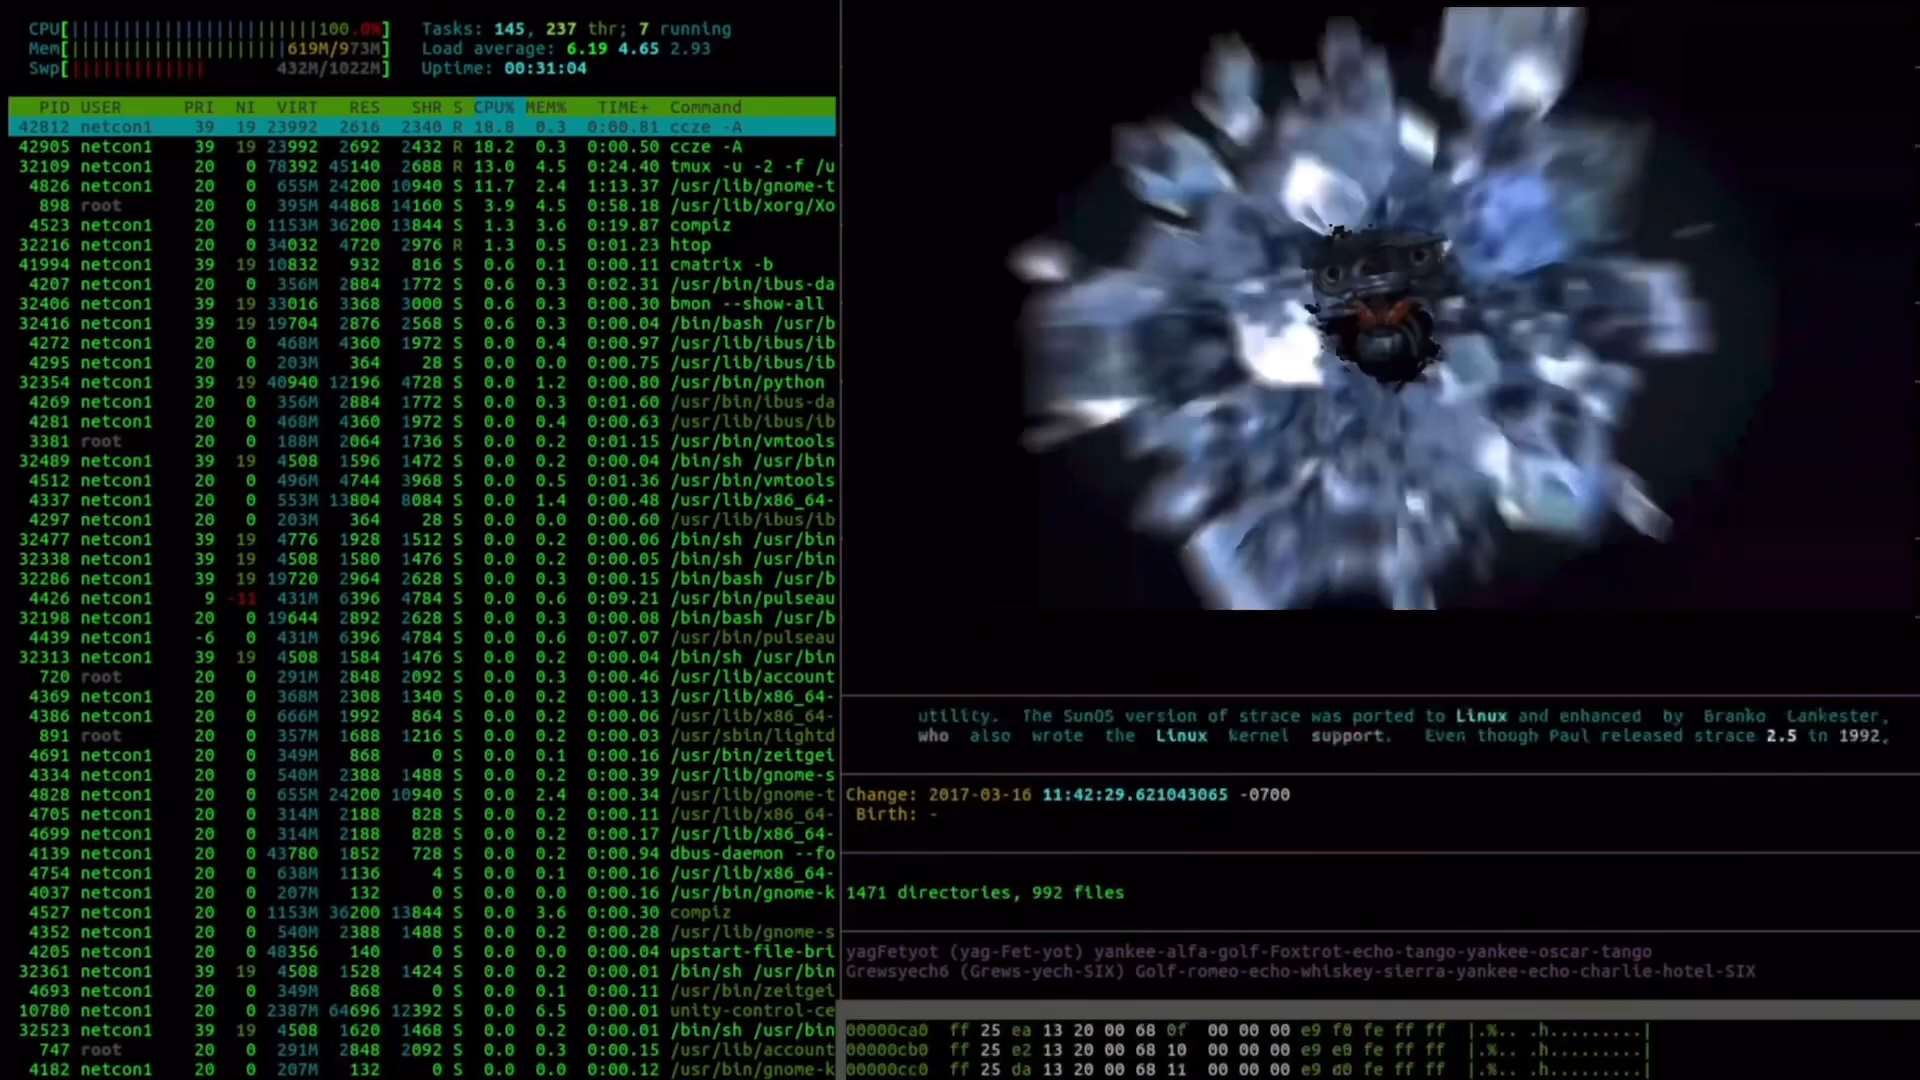 CPU[||||||||||||||||||||||||||100.0%]
Mem[||||||||||||||||||||||619M/973M]
Swp[|||||||||||||| 432M/1022M]
Tasks: 145, 237 thr; 7 running
Load average: 6.19 4.65 2.93
Uptime: 00:31:04
PID USER PRI NI VIRT RES SHR S CPU% MEM% TIME+ Command
42812 netcon1 39 19 23992 2616 2340 R 18.8 0.3 0:00.81 ccze -A
42905 netcon1 39 19 23992 2692 2432 R 18.2 0.3 0:00.50 ccze -A
32109 netcon1 20 0 78392 45140 2688 R 13.0 4.5 0:24.40 tmux -u -2 -f /u
4826 netcon1 20 0 655M 24200 10940 S 11.7 2.4 1:13.37 /usr/lib/gnome-t
898 root 20 0 395M 44868 14160 S 3.9 4.5 0:58.18 /usr/lib/xorg/Xo
4523 netcon1 20 0 1153M 36200 13844 S 1.3 3.6 0:19.87 compiz
32216 netcon1 20 0 34032 4720 2976 R 1.3 0.5 0:01.23 htop
41994 netcon1 39 19 10832 932 816 S 0.6 0.1 0:00.11 cmatrix -b
4207 netcon1 20 0 356M 2884 1772 S 0.6 0.3 0:02.31 /usr/bin/ibus-da
32406 netcon1 39 19 33016 3368 3000 S 0.6 0.3 0:00.30 bmon --show-all
32416 netcon1 39 19 19704 2876 2568 S 0.6 0.3 0:00.04 /bin/bash /usr/b
4272 netcon1 20 0 468M 4360 1972 S 0.0 0.4 0:00.97 /usr/lib/ibus/ib
4295 netcon1 20 0 203M 364 28 S 0.0 0.0 0:00.75 /usr/lib/ibus/ib
32354 netcon1 39 19 40940 12196 4728 S 0.0 1.2 0:00.80 /usr/bin/python
4269 netcon1 20 0 356M 2884 1772 S 0.0 0.3 0:01.60 /usr/bin/ibus-da
4281 netcon1 20 0 468M 4360 1972 S 0.0 0.4 0:00.63 /usr/lib/ibus/ib
3381 root 20 0 188M 2064 1736 S 0.0 0.2 0:01.15 /usr/bin/vmtools
32489 netcon1 39 19 4508 1596 1472 S 0.0 0.2 0:00.04 /bin/sh /usr/bin
4512 netcon1 20 0 496M 4744 3968 S 0.0 0.5 0:01.36 /usr/bin/vmtools
4337 netcon1 20 0 553M 13804 8084 S 0.0 1.4 0:00.48 /usr/lib/x86_64-
4297 netcon1 20 0 203M 364 28 S 0.0 0.0 0:00.60 /usr/lib/ibus/ib
32477 netcon1 39 19 4776 1928 1512 S 0.0 0.2 0:00.06 /bin/sh /usr/bin
32338 netcon1 39 19 4508 1580 1476 S 0.0 0.2 0:00.05 /bin/sh /usr/bin
32286 netcon1 39 19 19720 2964 2628 S 0.0 0.3 0:00.15 /bin/bash /usr/b
4426 netcon1 9 -11 431M 6396 4784 S 0.0 0.6 0:09.21 /usr/bin/pulseau
32198 netcon1 20 0 19644 2892 2628 S 0.0 0.3 0:00.08 /bin/bash /usr/b
4439 netcon1 -6 0 431M 6396 4784 S 0.0 0.6 0:07.07 /usr/bin/pulseau
32313 netcon1 39 19 4508 1584 1476 S 0.0 0.2 0:00.04 /bin/sh /usr/bin
720 root 20 0 291M 2848 2092 S 0.0 0.3 0:00.46 /usr/lib/account
4369 netcon1 20 0 368M 2308 1340 S 0.0 0.2 0:00.13 /usr/lib/x86_64-
4386 netcon1 20 0 666M 1992 864 S 0.0 0.2 0:00.06 /usr/lib/x86_64-
891 root 20 0 357M 1688 1216 S 0.0 0.2 0:00.03 /usr/sbin/lightd
4691 netcon1 20 0 349M 868 0 S 0.0 0.1 0:00.16 /usr/bin/zeitgei
4334 netcon1 20 0 540M 2388 1488 S 0.0 0.2 0:00.39 /usr/lib/gnome-s
4828 netcon1 20 0 655M 24200 10940 S 0.0 2.4 0:00.34 /usr/lib/gnome-t
4705 netcon1 20 0 314M 2188 828 S 0.0 0.2 0:00.11 /usr/lib/x86_64-
4699 netcon1 20 0 314M 2188 828 S 0.0 0.2 0:00.17 /usr/lib/x86_64-
4139 netcon1 20 0 43780 1852 728 S 0.0 0.2 0:00.94 dbus-daemon --fo
4754 netcon1 20 0 638M 1136 4 S 0.0 0.1 0:00.16 /usr/lib/x86_64-
4037 netcon1 20 0 207M 132 0 S 0.0 0.0 0:00.16 /usr/bin/gnome-k
4527 netcon1 20 0 1153M 36200 13844 S 0.0 3.6 0:00.30 compiz
4352 netcon1 20 0 540M 2388 1488 S 0.0 0.2 0:00.28 /usr/lib/gnome-s
4205 netcon1 20 0 48356 140 0 S 0.0 0.0 0:00.04 upstart-file-bri
32361 netcon1 39 19 4508 1528 1424 S 0.0 0.2 0:00.01 /bin/sh /usr/bin
4693 netcon1 20 0 349M 868 0 S 0.0 0.1 0:00.11 /usr/bin/zeitgei
10780 netcon1 20 0 2387M 64696 12392 S 0.0 6.5 0:00.01 unity-control-ce
32523 netcon1 39 19 4508 1620 1468 S 0.0 0.2 0:00.01 /bin/sh /usr/bin
747 root 20 0 291M 2848 2092 S 0.0 0.3 0:00.15 /usr/lib/account
4182 netcon1 20 0 207M 132 0 S 0.0 0.0 0:00.12 /usr/bin/gnome-k
utility. The SunOS version of strace was ported to Linux and enhanced by Branko Lankester,
who also wrote the Linux kernel support. Even though Paul released strace 2.5 in 1992,
Change: 2017-03-16 11:42:29.621043065 -0700
Birth: -
1471 directories, 992 files
yagFetyot (yag-Fet-yot) yankee-alfa-golf-Foxtrot-echo-tango-yankee-oscar-tango
Grewsyech6 (Grews-yech-SIX) Golf-romeo-echo-whiskey-sierra-yankee-echo-charlie-hotel-SIX
00000ca0 ff 25 ea 13 20 00 68 0f 00 00 00 e9 f0 fe ff ff |.%.. .h.........|
00000cb0 ff 25 e2 13 20 00 68 10 00 00 00 e9 e0 fe ff ff |.%.. .h.........|
00000cc0 ff 25 da 13 20 00 68 11 00 00 00 e9 d0 fe ff ff |.%.. .h.........|